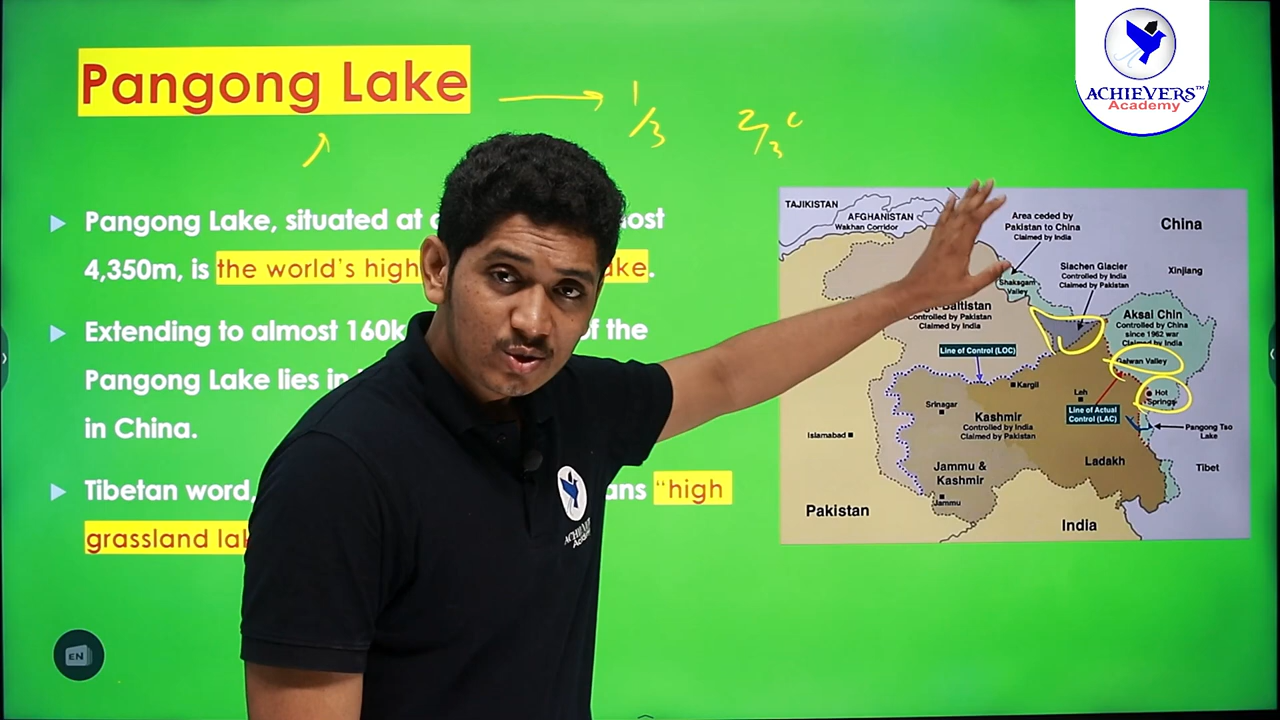 Pangong Lake
1/3
2/3 c
ACHIEVERS™
Academy
Pangong Lake, situated at
4,350m, is the world's high
Extending to almost 160k of the
Pangong Lake lies in
in China.
Tibetan word, "high
grassland
TAJIKISTAN
AFGHANISTAN
Wakhan Corridor
Area ceded by
Pakistan to China
Claimed by India
China
Shaksgam
Valley
Siachen Glacier
Controlled by India
Claimed by Pakistan
Xinjiang
Controlled by Pakistan
Claimed by India
Aksai Chin
Controlled by China
since 1962 war
Claimed by India
Line of Control (LOC)
Galwan Valley
Kargil
Leh
Hot
Springs
Srinagar
Line of Actual
Control (LAC)
Kashmir
Controlled by India
Claimed by Pakistan
Pangong Tso
Lake
Islamabad
Ladakh
Tibet
Jammu &
Kashmir
Jammu
Pakistan
India
ACHIEVERS
Academy
EN